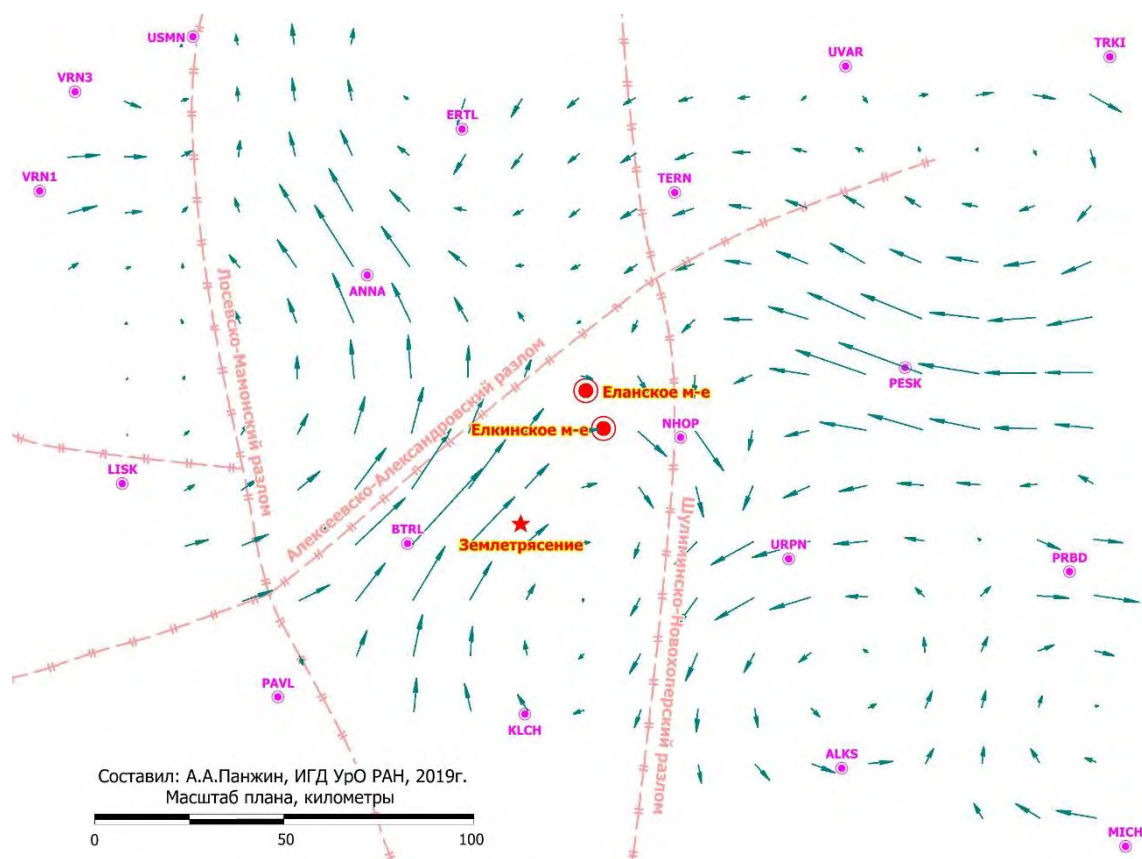 USMN
UVAR
TRKI
VRN3
ERTL
VRN1
TERN
ANNA
Лосевско-Мамонский разлом
Алексеевско-Александровский разлом
PESK
Еланское м-е
Елкинское м-е
NHOP
LISK
Шулиминско-Новохоперский разлом
BTRL
Землетрясение
URPN
PRBD
PAVL
KLCH
ALKS
Составил: А.А.Панжин, ИГД УрО РАН, 2019г.
Масштаб плана, километры
0 50 100
MICH